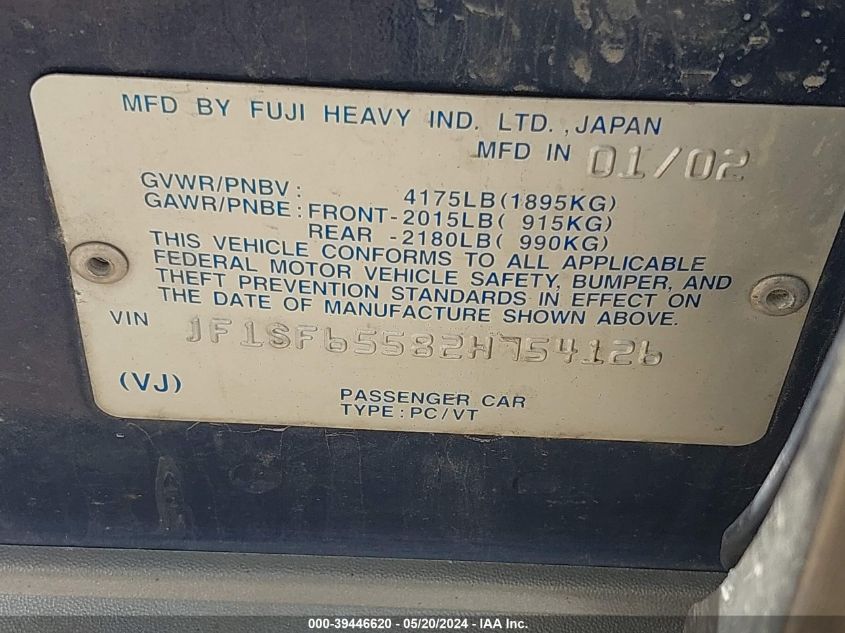 MFD BY FUJI HEAVY IND. LTD., JAPAN
MFD IN 01/02
GVWR/PNBV: 4175LB(1895KG)
GAWR/PNBE: FRONT-2015LB( 915KG)
REAR -2180LB( 990KG)
THIS VEHICLE CONFORMS TO ALL APPLICABLE
FEDERAL MOTOR VEHICLE SAFETY, BUMPER, AND
THEFT PREVENTION STANDARDS IN EFFECT ON
THE DATE OF MANUFACTURE SHOWN ABOVE.
VIN JF1SF65582H754126
(VJ)
PASSENGER CAR
TYPE: PC/VT
000-39446620 - 05/20/2024 - IAA Inc.